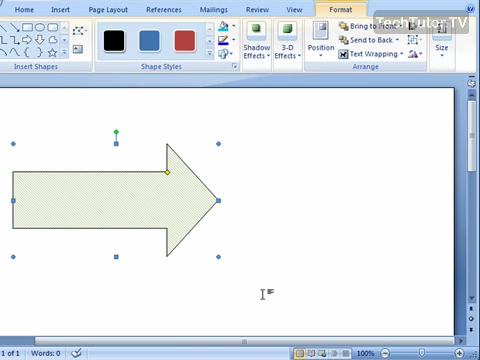 Home Insert Page Layout References Mailings Review View Format
TechTutor TV
Bring to Front
Send to Back
Text Wrapping
Shadow Effects
3-D Effects
Position
Size
Insert Shapes Shape Styles Arrange
1 of 1 Words: 0 100%